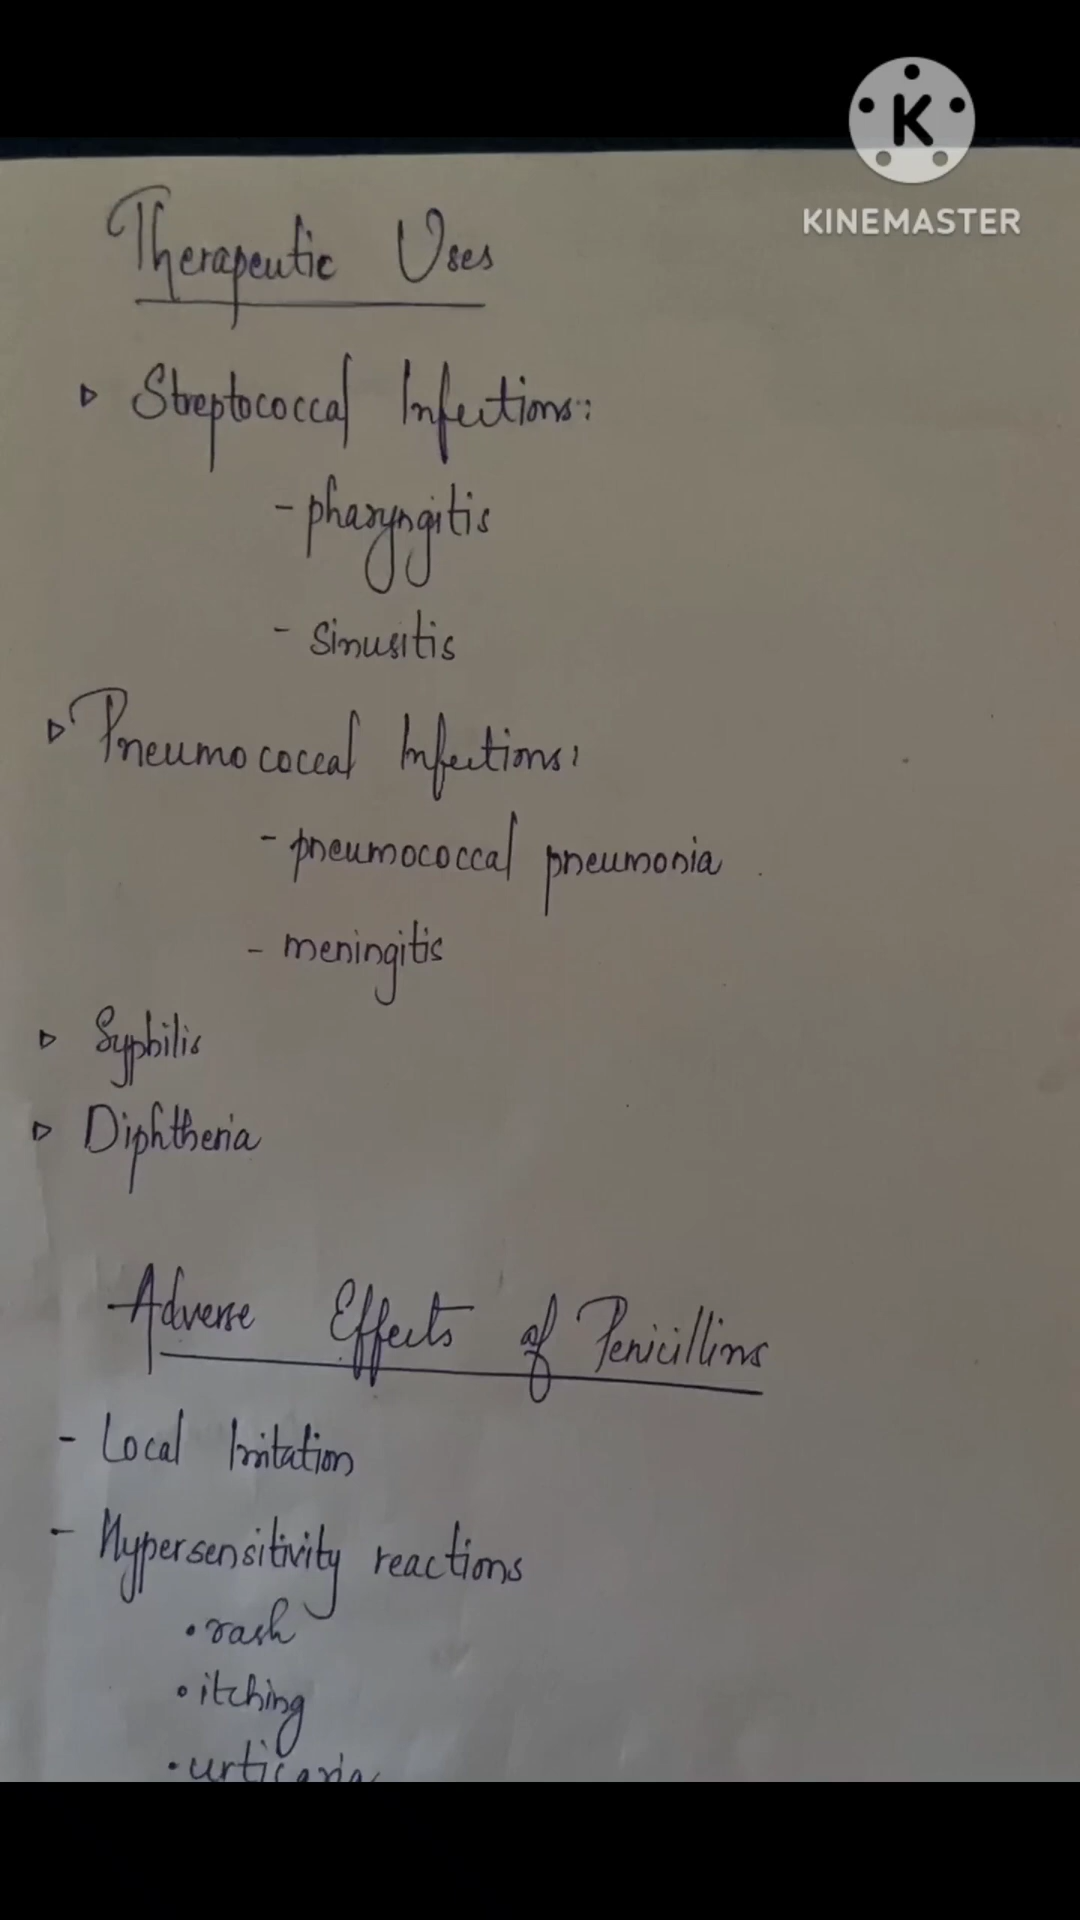 KINEMASTER
Therapeutic Uses
▷ Streptococcal Infections:
- pharyngitis
- sinusitis
▷ Pneumococcal Infections:
- pneumococcal pneumonia
- meningitis
▷ Syphilis
▷ Diphtheria
Adverse Effects of Penicillins
- Local Irritation
- Hypersensitivity reactions
• rash
• itching
• urticaria